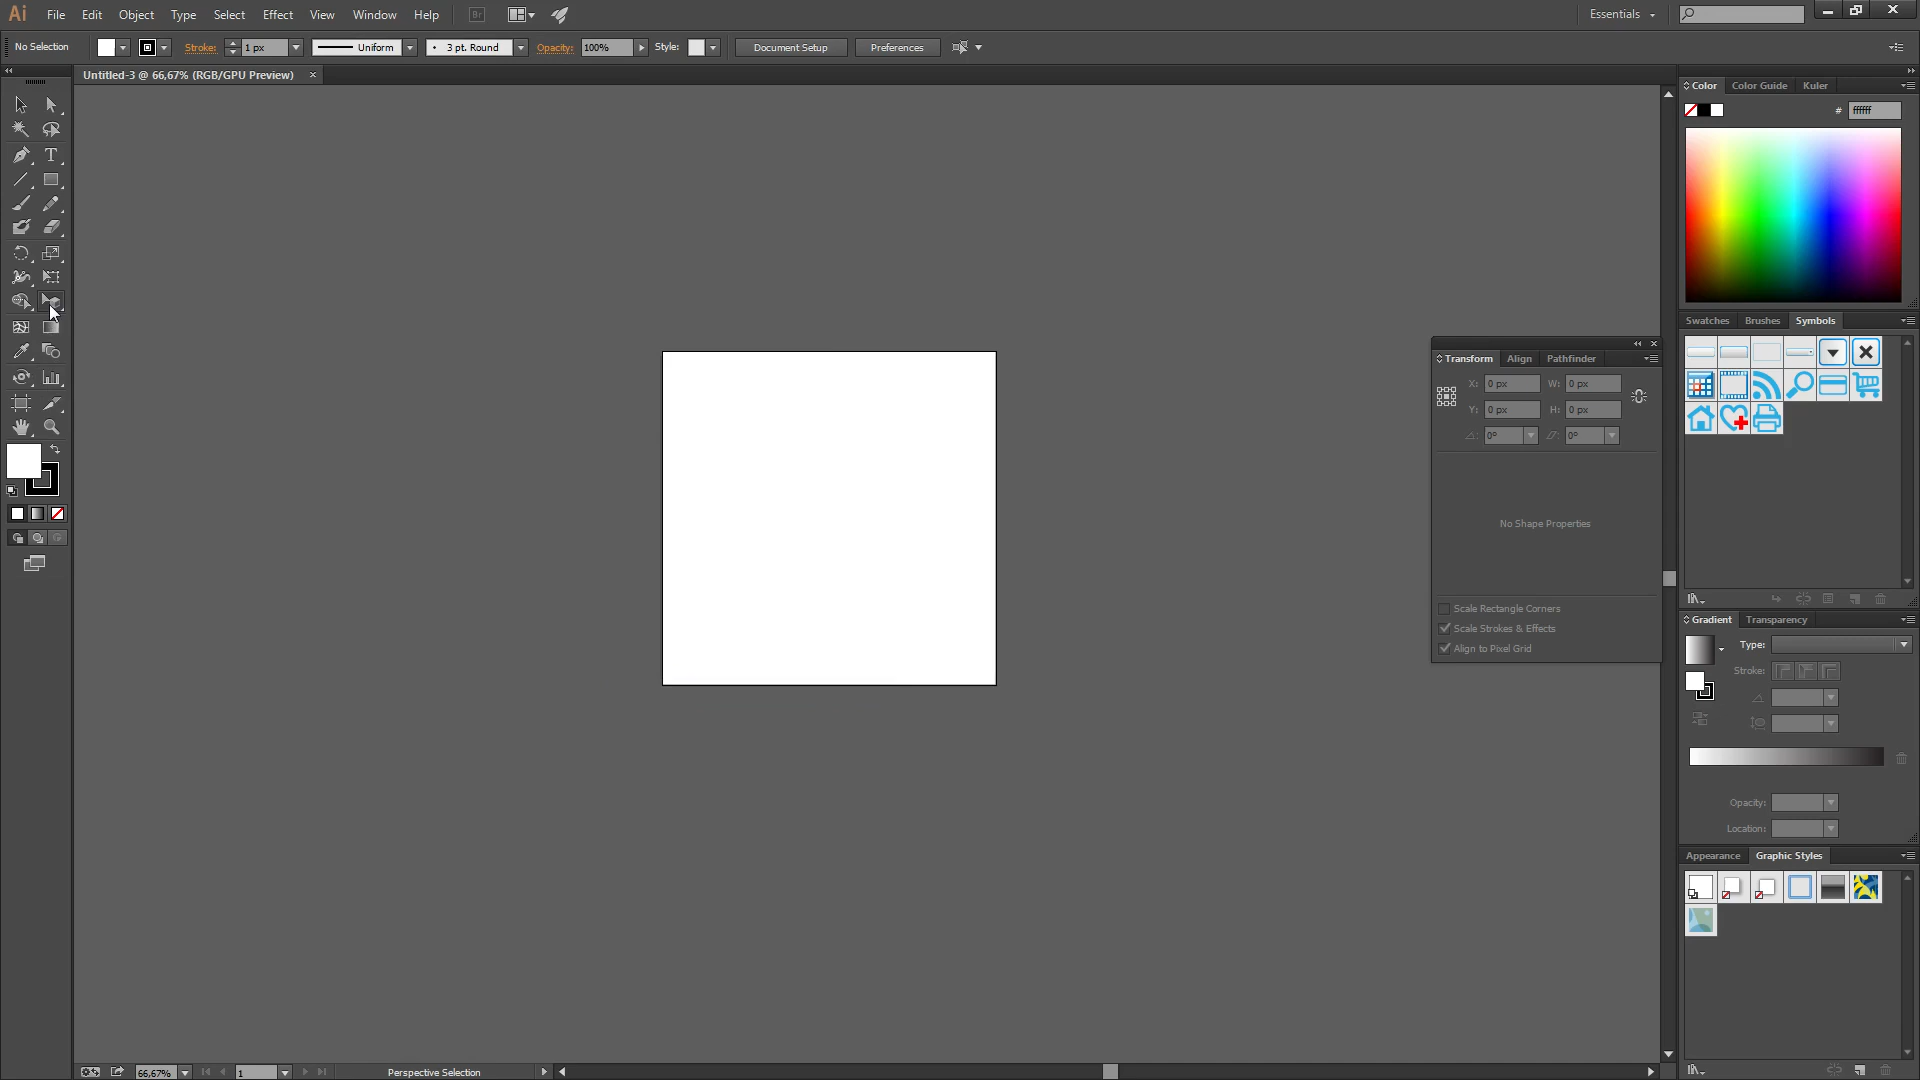 Ai File Edit Object Type Select Effect View Window Help Br Essentials
No Selection Stroke: 1 px Uniform 3 pt. Round Opacity: 100% Style: Document Setup Preferences
Untitled-3 @ 66,67% (RGB/GPU Preview)
Color Color Guide Kuler
# ffffff
Swatches Brushes Symbols
Transform Align Pathfinder
X: 0 px W: 0 px
Y: 0 px H: 0 px
0° 0°
No Shape Properties
Scale Rectangle Corners
Scale Strokes & Effects
Align to Pixel Grid
Gradient Transparency
Type:
Stroke:
Opacity:
Location:
Appearance Graphic Styles
66,67% 1 Perspective Selection